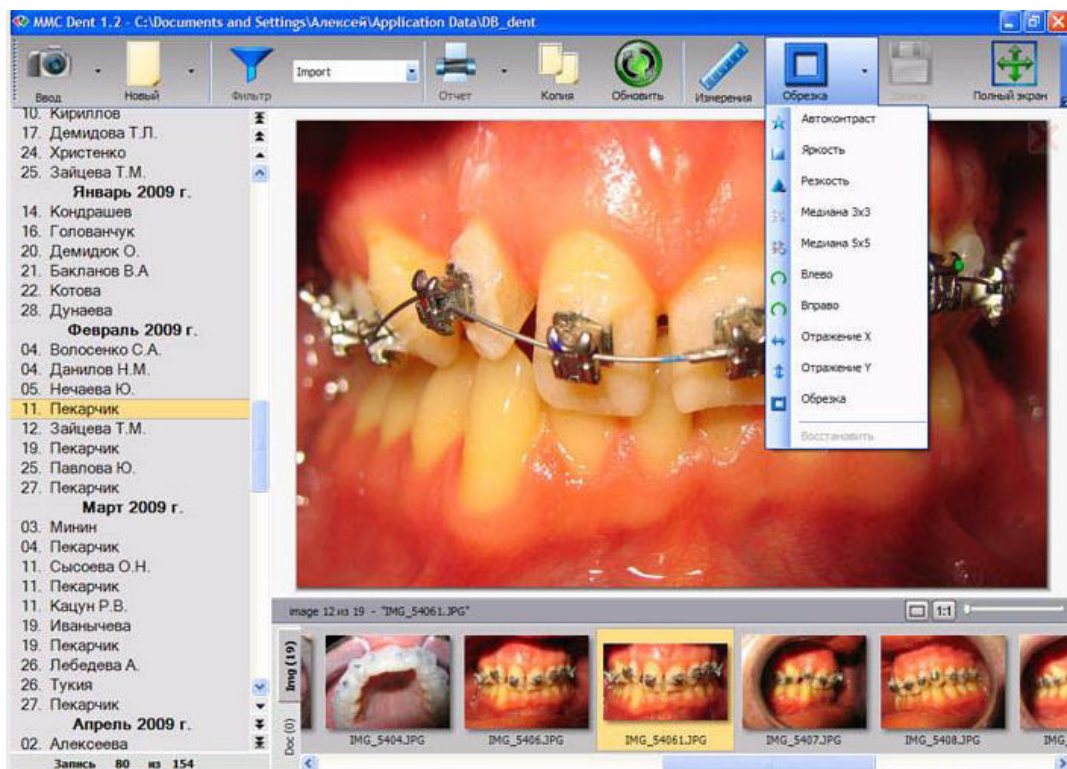 MMC Dent 1.2 - C:\Documents and Settings\Алексей\Application Data\DB_dent
Ввод
Новый
Фильтр
Import
Отчет
Копия
Обновить
Измерения
Обрезка
Запись
Полный экран
10. Кириллов
17. Демидова Т.Л.
24. Христенко
25. Зайцева Т.М.
Январь 2009 г.
14. Кондрашев
16. Голованчук
20. Демидюк О.
21. Бакланов В.А
22. Котова
28. Дунаева
Февраль 2009 г.
04. Волосенко С.А.
04. Данилов Н.М.
05. Нечаева Ю.
11. Пекарчик
12. Зайцева Т.М.
19. Пекарчик
25. Павлова Ю.
27. Пекарчик
Март 2009 г.
03. Минин
04. Пекарчик
11. Сысоева О.Н.
11. Пекарчик
11. Кацун Р.В.
19. Иванычева
19. Пекарчик
26. Лебедева А.
26. Тукия
27. Пекарчик
Апрель 2009 г.
02. Алексеева
Запись 80 из 154
Автоконтраст
Яркость
Резкость
Медиана 3x3
Медиана 5x5
Влево
Вправо
Отражение X
Отражение Y
Обрезка
Восстановить
image 12 из 19 - "IMG_54061.JPG"
1:1
Img (19)
Doc (0)
IMG_5404.JPG
IMG_5406.JPG
IMG_54061.JPG
IMG_5407.JPG
IMG_5408.JPG
IMG_